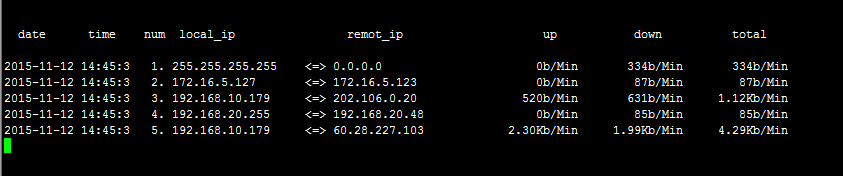 date time num local_ip remot_ip up down total
2015-11-12 14:45:3 1. 255.255.255.255 <=> 0.0.0.0 0b/Min 334b/Min 334b/Min
2015-11-12 14:45:3 2. 172.16.5.127 <=> 172.16.5.123 0b/Min 87b/Min 87b/Min
2015-11-12 14:45:3 3. 192.168.10.179 <=> 202.106.0.20 520b/Min 631b/Min 1.12Kb/Min
2015-11-12 14:45:3 4. 192.168.20.255 <=> 192.168.20.48 0b/Min 85b/Min 85b/Min
2015-11-12 14:45:3 5. 192.168.10.179 <=> 60.28.227.103 2.30Kb/Min 1.99Kb/Min 4.29Kb/Min